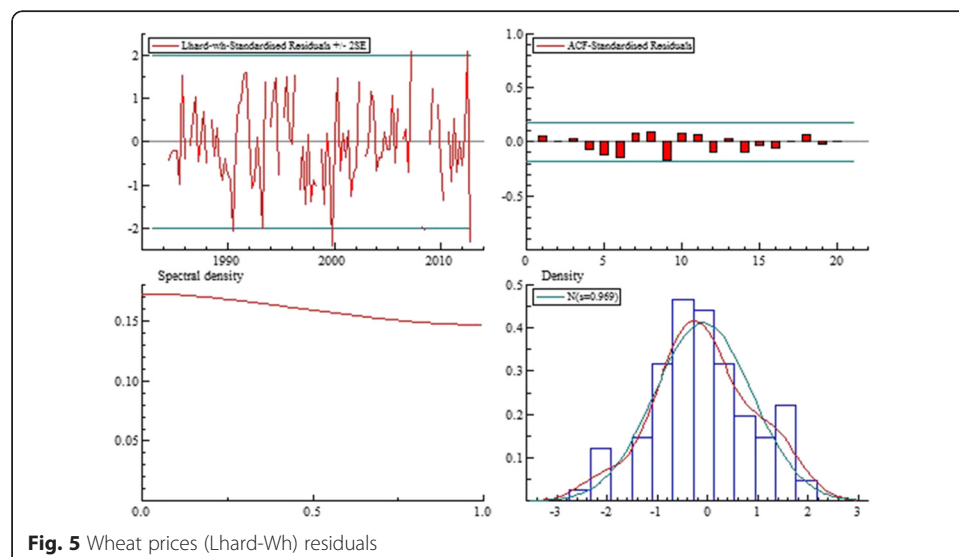 Lhard-wh-Standardised Residuals +/- 2SE
2
1
0
-1
-2
1990 2000 2010
ACF-Standardised Residuals
1.0
0.5
0.0
-0.5
0 5 10 15 20
Spectral density
0.15
0.10
0.05
0.0 0.5 1.0
Density
N(s=0.969)
0.5
0.4
0.3
0.2
0.1
-3 -2 -1 0 1 2 3
Fig. 5 Wheat prices (Lhard-Wh) residuals